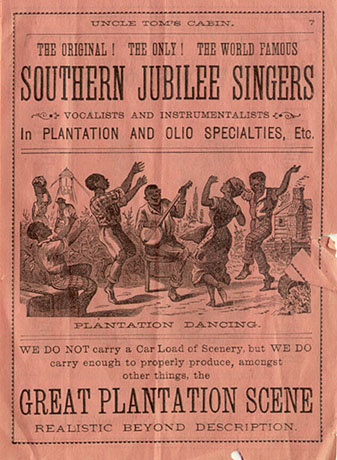 UNCLE TOM'S CABIN. 7
THE ORIGINAL! THE ONLY! THE WORLD FAMOUS
SOUTHERN JUBILEE SINGERS
VOCALISTS AND INSTRUMENTALISTS
In PLANTATION AND OLIO SPECIALTIES, Etc.
PLANTATION DANCING.
WE DO NOT carry a Car Load of Scenery, but WE DO
carry enough to properly produce, amongst
other things, the
GREAT PLANTATION SCENE
REALISTIC BEYOND DESCRIPTION.